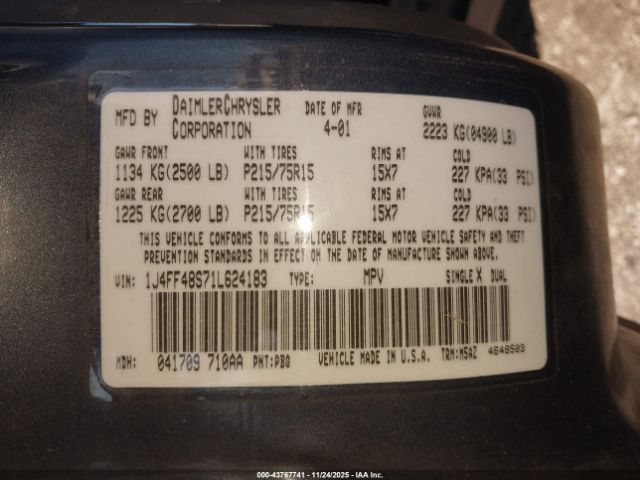 MFD BY DAIMLERCHRYSLER CORPORATION DATE OF MFR 4-01 GVWR 2223 KG(04900 LB)
GAWR FRONT WITH TIRES RIMS AT COLD
1134 KG(2500 LB) P215/75R15 15X7 227 KPA(33 PSI)
GAWR REAR WITH TIRES RIMS AT COLD
1225 KG(2700 LB) P215/75R15 15X7 227 KPA(33 PSI)
THIS VEHICLE CONFORMS TO ALL APPLICABLE FEDERAL MOTOR VEHICLE SAFETY AND THEFT
PREVENTION STANDARDS IN EFFECT ON THE DATE OF MANUFACTURE SHOWN ABOVE.
VIN: 1J4FF48S71L624183 TYPE: MPV SINGLE X DUAL
MDH: 041709 710AA PNT:PBQ VEHICLE MADE IN U.S.A. TRM:MSAZ 4648503
000-43767741 - 11/24/2025 - IAA Inc.